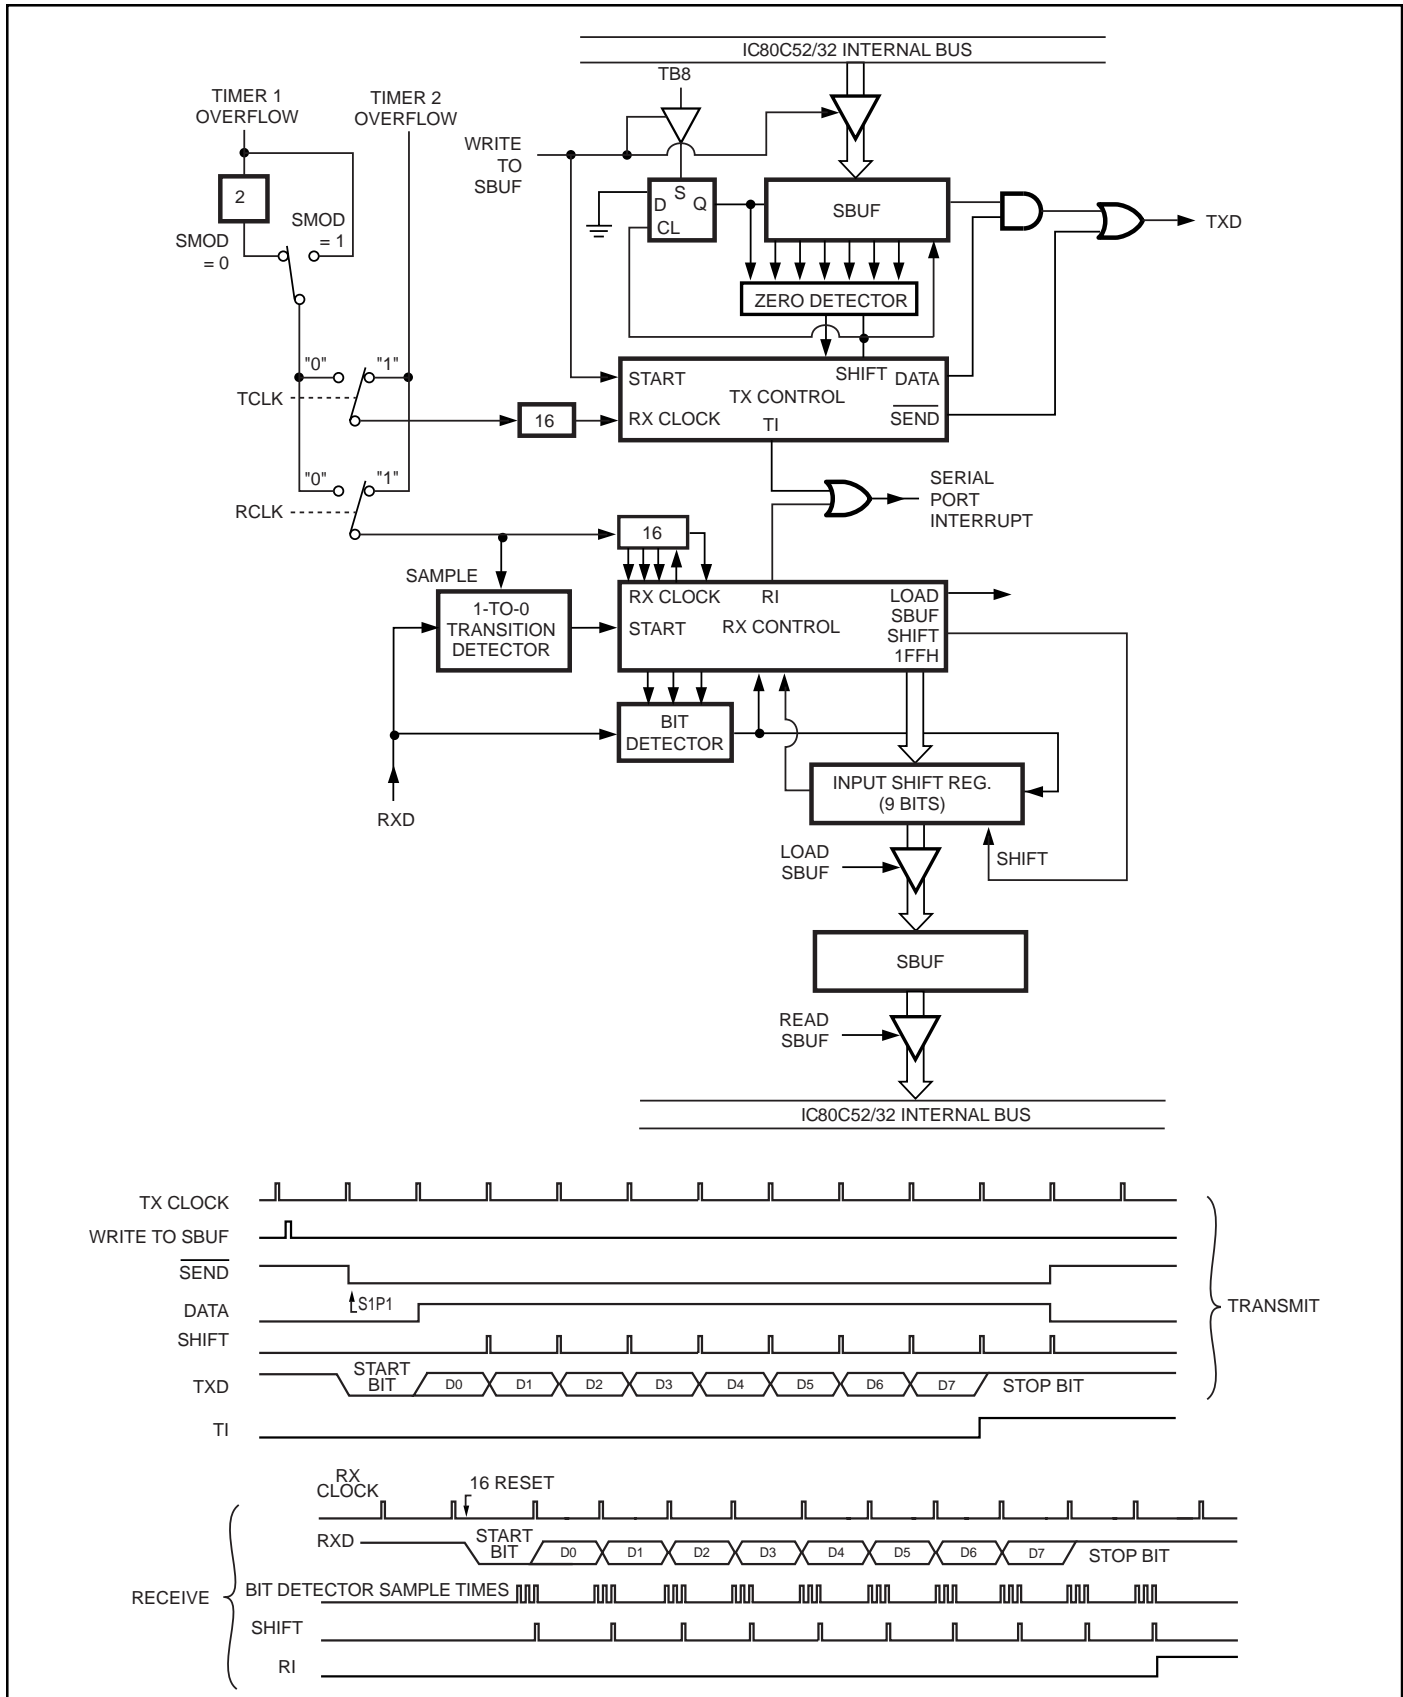 IC80C52/32 INTERNAL BUS
TB8
TIMER 1
OVERFLOW
TIMER 2
OVERFLOW
WRITE
TO
SBUF
2
SMOD
= 1
SMOD
= 0
S
D
Q
CL
SBUF
TXD
ZERO DETECTOR
"0"
"1"
TCLK
16
START
SHIFT
DATA
TX CONTROL
RX CLOCK
TI
SEND
"0"
"1"
RCLK
SERIAL
PORT
INTERRUPT
16
SAMPLE
1-TO-0
TRANSITION
DETECTOR
RX CLOCK
RI
LOAD
SBUF
START
RX CONTROL
SHIFT
1FFH
BIT
DETECTOR
RXD
INPUT SHIFT REG.
(9 BITS)
LOAD
SBUF
SHIFT
SBUF
READ
SBUF
IC80C52/32 INTERNAL BUS
TX CLOCK
WRITE TO SBUF
SEND
S1P1
DATA
SHIFT
TXD
START
BIT
D0
D1
D2
D3
D4
D5
D6
D7
STOP BIT
TI
TRANSMIT
RX
CLOCK
16 RESET
RXD
START
BIT
D0
D1
D2
D3
D4
D5
D6
D7
STOP BIT
RECEIVE
BIT DETECTOR SAMPLE TIMES
SHIFT
RI